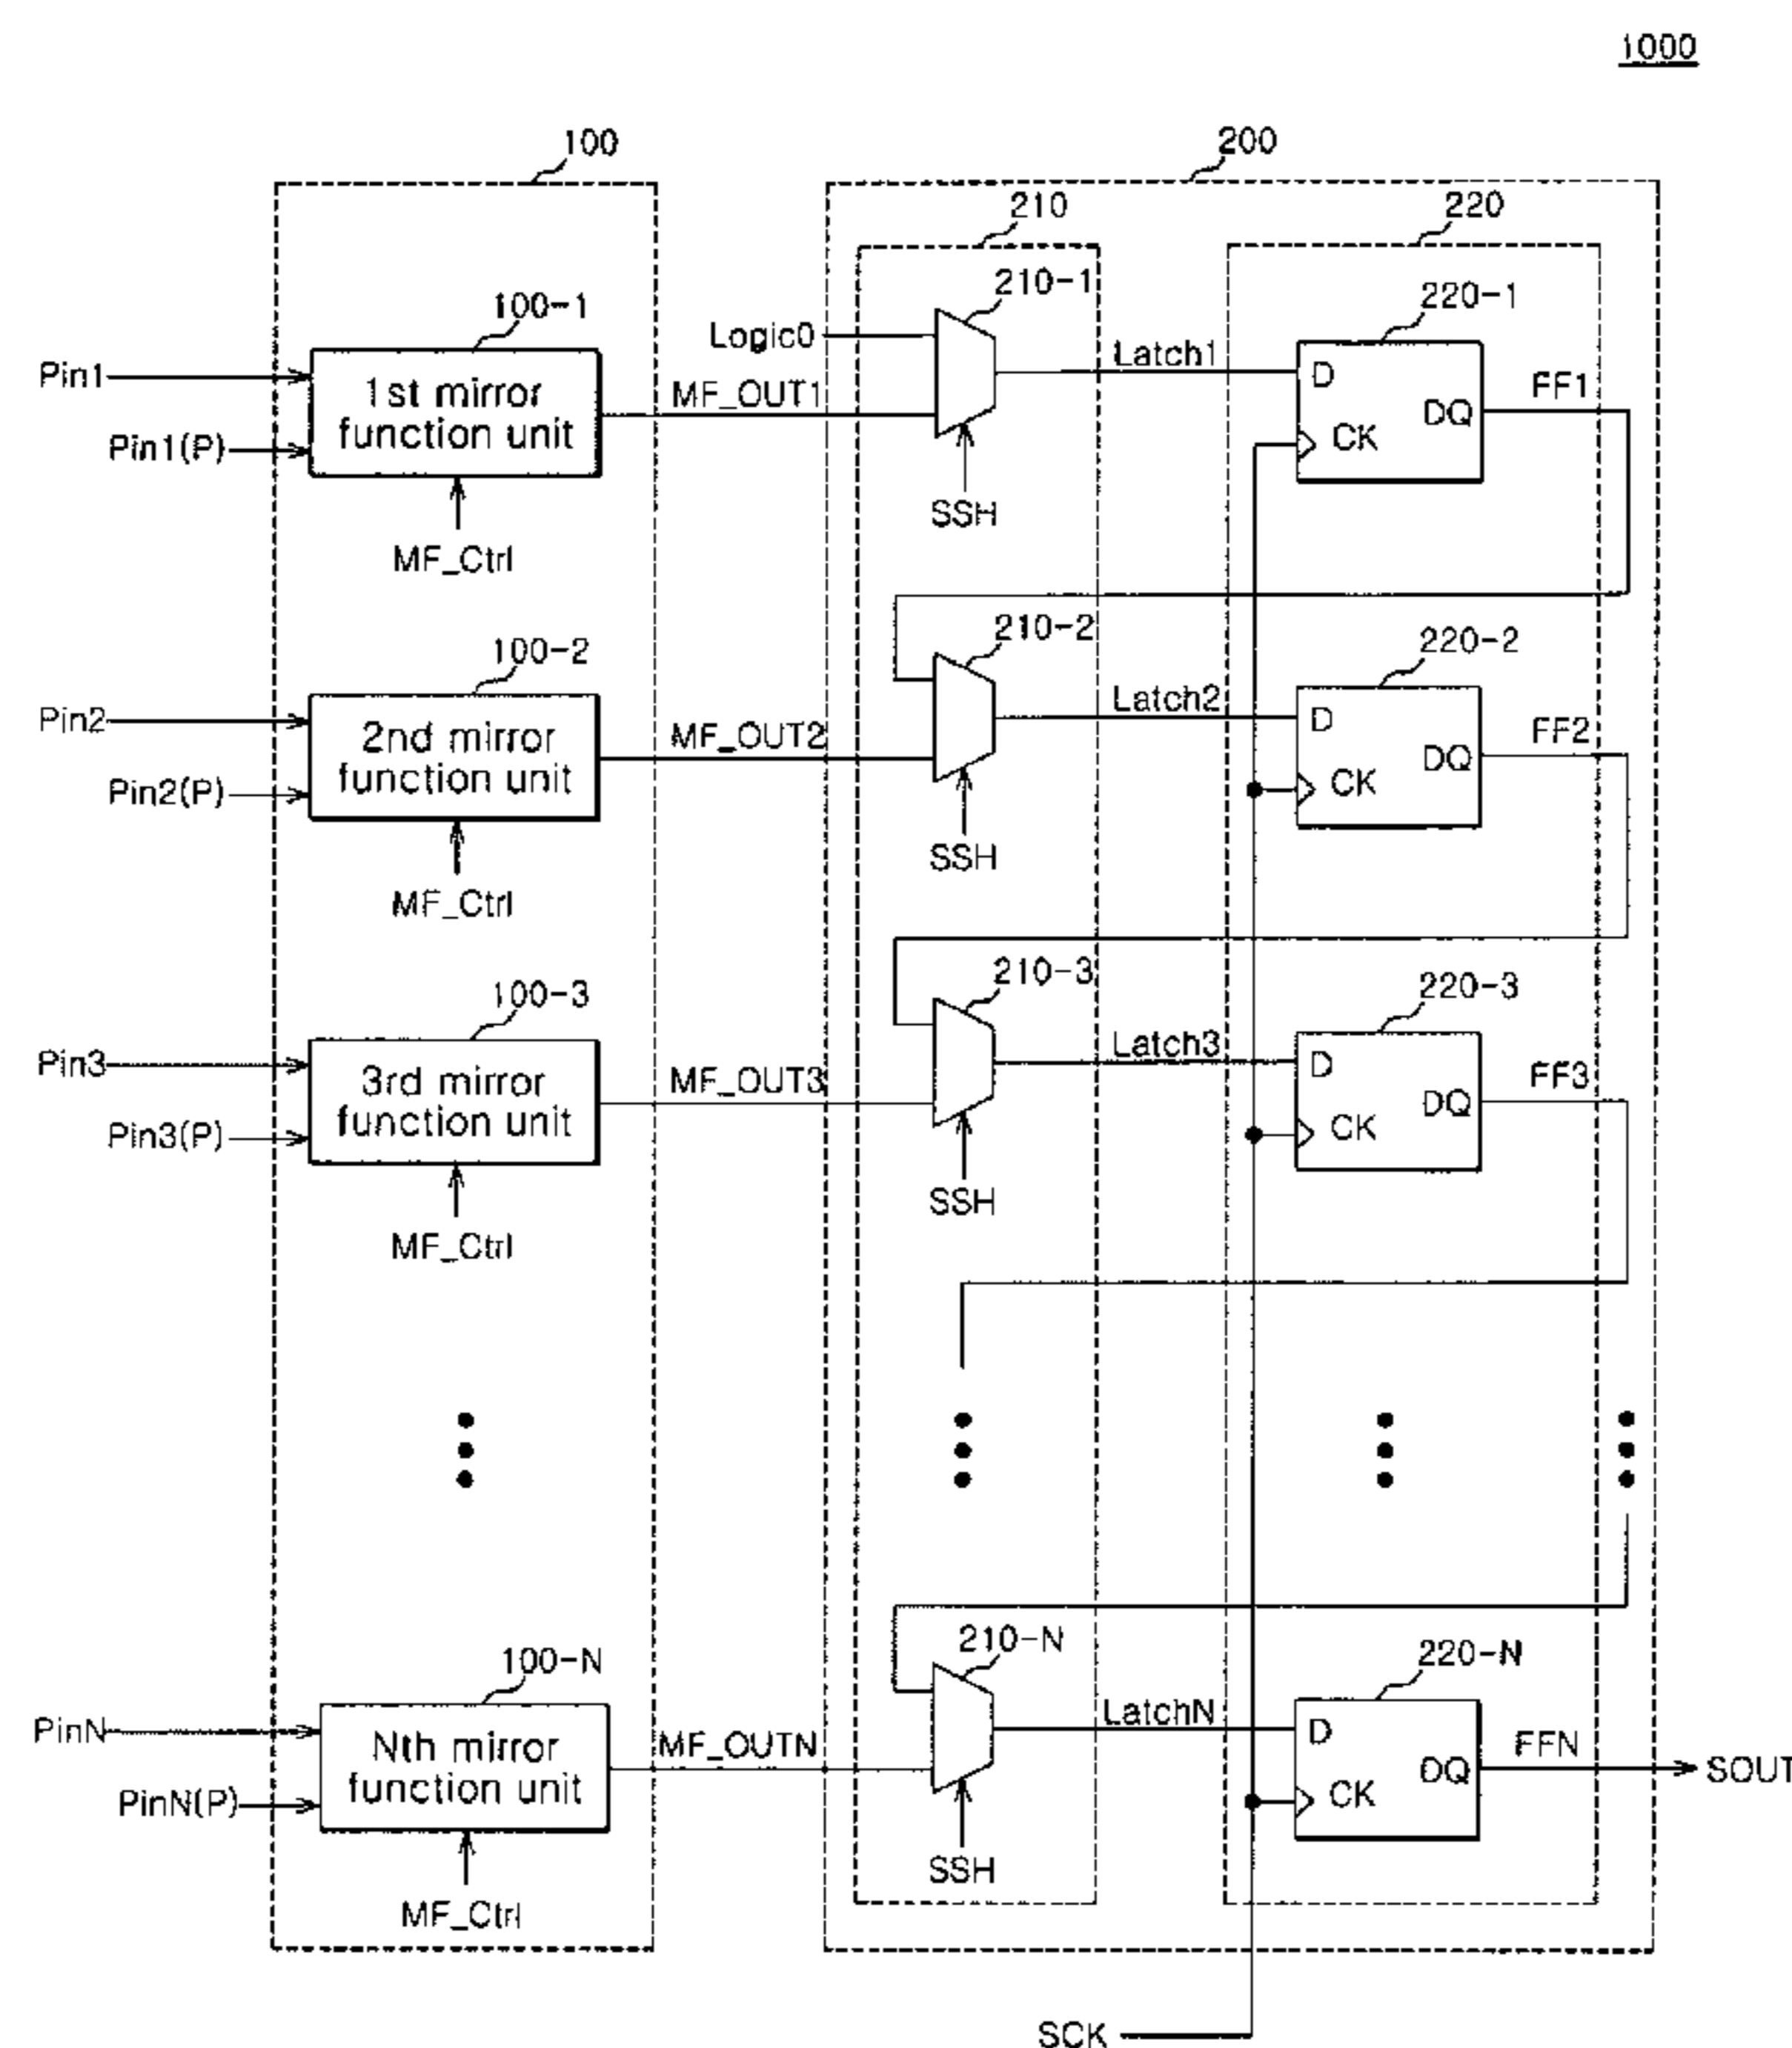 1000
100
200
210
220
210-1
220-1
100-1
Logic0
Latch1
FF1
Pin1
1st mirror
function unit
MF_OUT1
D
DQ
CK
Pin1(P)
SSH
MF_Ctrl
210-2
220-2
100-2
Latch2
FF2
Pin2
2nd mirror
function unit
MF_OUT2
D
DQ
CK
Pin2(P)
SSH
MF_Ctrl
210-3
220-3
100-3
Latch3
FF3
Pin3
3rd mirror
function unit
MF_OUT3
D
DQ
CK
Pin3(P)
SSH
MF_Ctrl
210-N
220-N
100-N
LatchN
FFN
PinN
Nth mirror
function unit
MF_OUTN
D
DQ
CK
SOUT
PinN(P)
SSH
MF_Ctrl
SCK